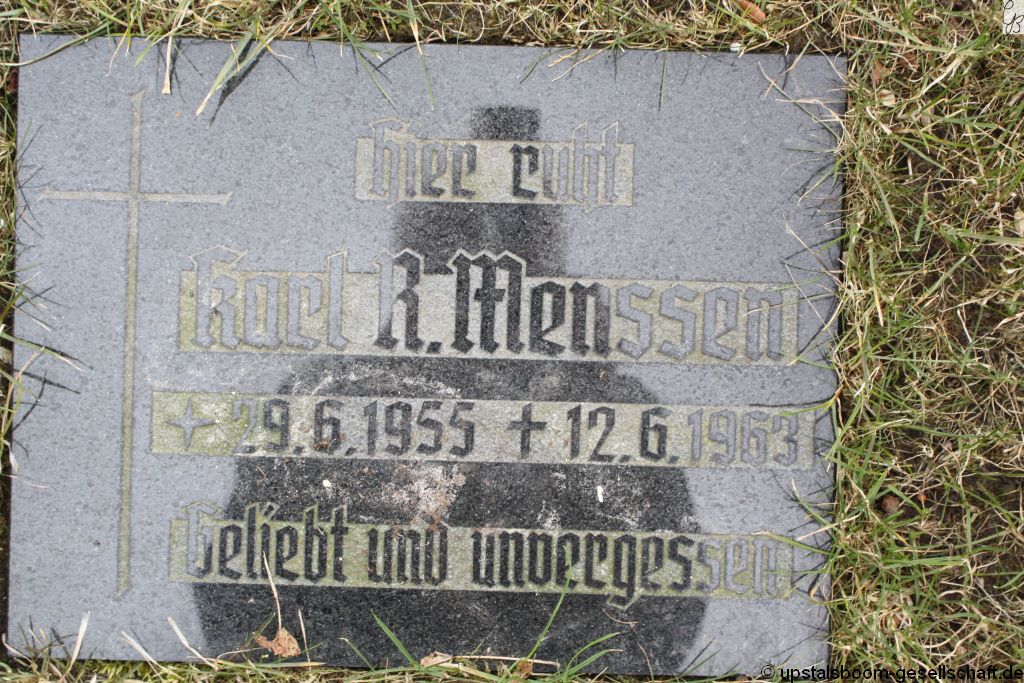 Hier ruht
Karl R. Menssen
29.6.1955 ✝ 12.6.1963
Geliebt und unvergessen
© upstalsboom-gesellschaft.de